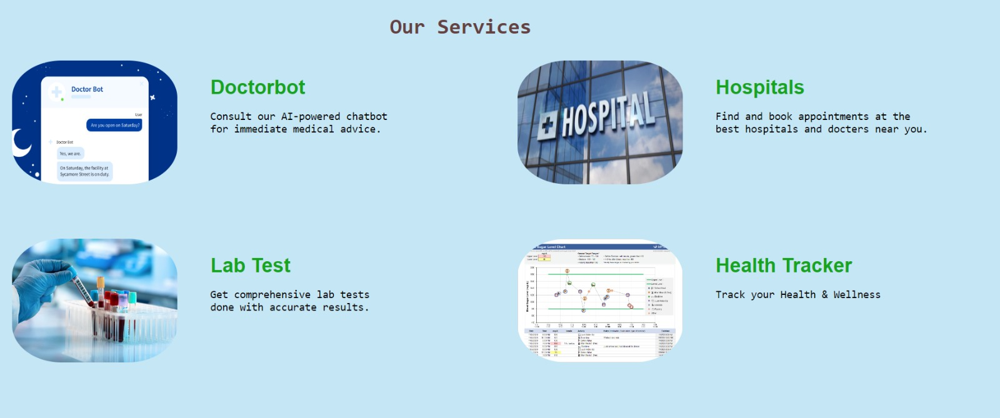 Our Services
Doctor Bot
User
Are you open on Saturday?
Doctor Bot
Yes, we are.
On Saturday, the facility at
Sycamore Street is on duty.
Doctorbot
Consult our AI-powered chatbot
for immediate medical advice.
HOSPITAL
Hospitals
Find and book appointments at the
best hospitals and docters near you.
Lab Test
Get comprehensive lab tests
done with accurate results.
Sugar Level Chart
Health Tracker
Track your Health & Wellness